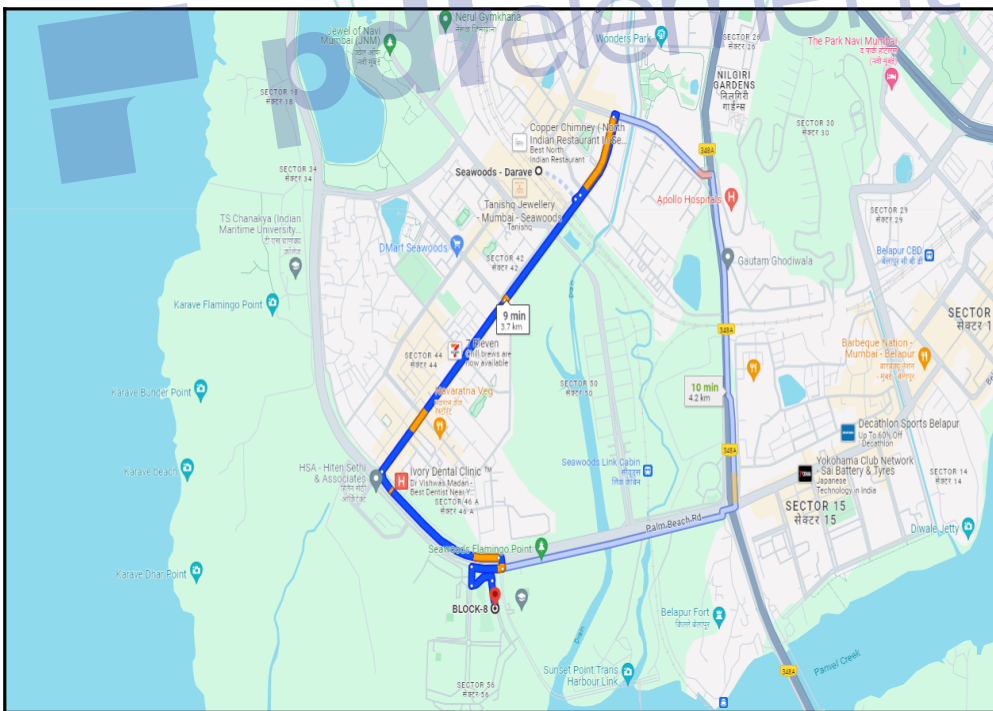 Nerul Gymkhana
Jewel of Navi
Mumbai (JNM)
Wonders Park
SECTOR 26
सेक्टर 26
The Park Navi Mumbai
NILGIRI
GARDENS
निलगिरी
गार्डन्स
SECTOR 30
सेक्टर 30
Copper Chimney ( North
Indian Restaurant
Best North
Indian Restaurant
348A
SECTOR 34
सेक्टर 34
Seawoods - Darave
Tanishq Jewellery
- Mumbai - Seawoods
Tanishq
Apollo Hospitals
SECTOR 29
सेक्टर 29
TS Chanakya (Indian
Maritime University...
DMart Seawoods
SECTOR 42
सेक्टर 42
Gautam Ghodiwala
Belapur CBD
Karave Flamingo Point
9 min
3.7 km
348A
SECTOR
सेक्टर 1
7 Eleven
Chill brews are
now available
SECTOR 44
सेक्टर 44
Barbeque Nation -
Mumbai - Belapur
Karave Bunder Point
Navaratna Veg
SECTOR 50
सेक्टर 50
10 min
4.2 km
Decathlon Sports Belapur
Up To 60% Off
Decathlon
348A
HSA - Hiten Sethi
& Associates
Karave beach
Ivory Dental Clinic ™
Dr Vishwas Madan -
Best Dentist Near Y...
SECTOR 46 A
सेक्टर 46 A
Seawoods Link Cabin
Yokohama Club Network
- Sai Battery & Tyres
Japanese
Technology in India
SECTOR 14
सेक्टर 14
SECTOR 15
सेक्टर 15
Palm Beach Rd
Diwale Jetty
Seawoods Flamingo Point
Karave Dhar Point
BLOCK-8
Belapur Fort
किल्ले बेलापूर
Drain
Panvel Creek
Sunset Point Trans
Harbour Link
348A
SECTOR 56
सेक्टर 56